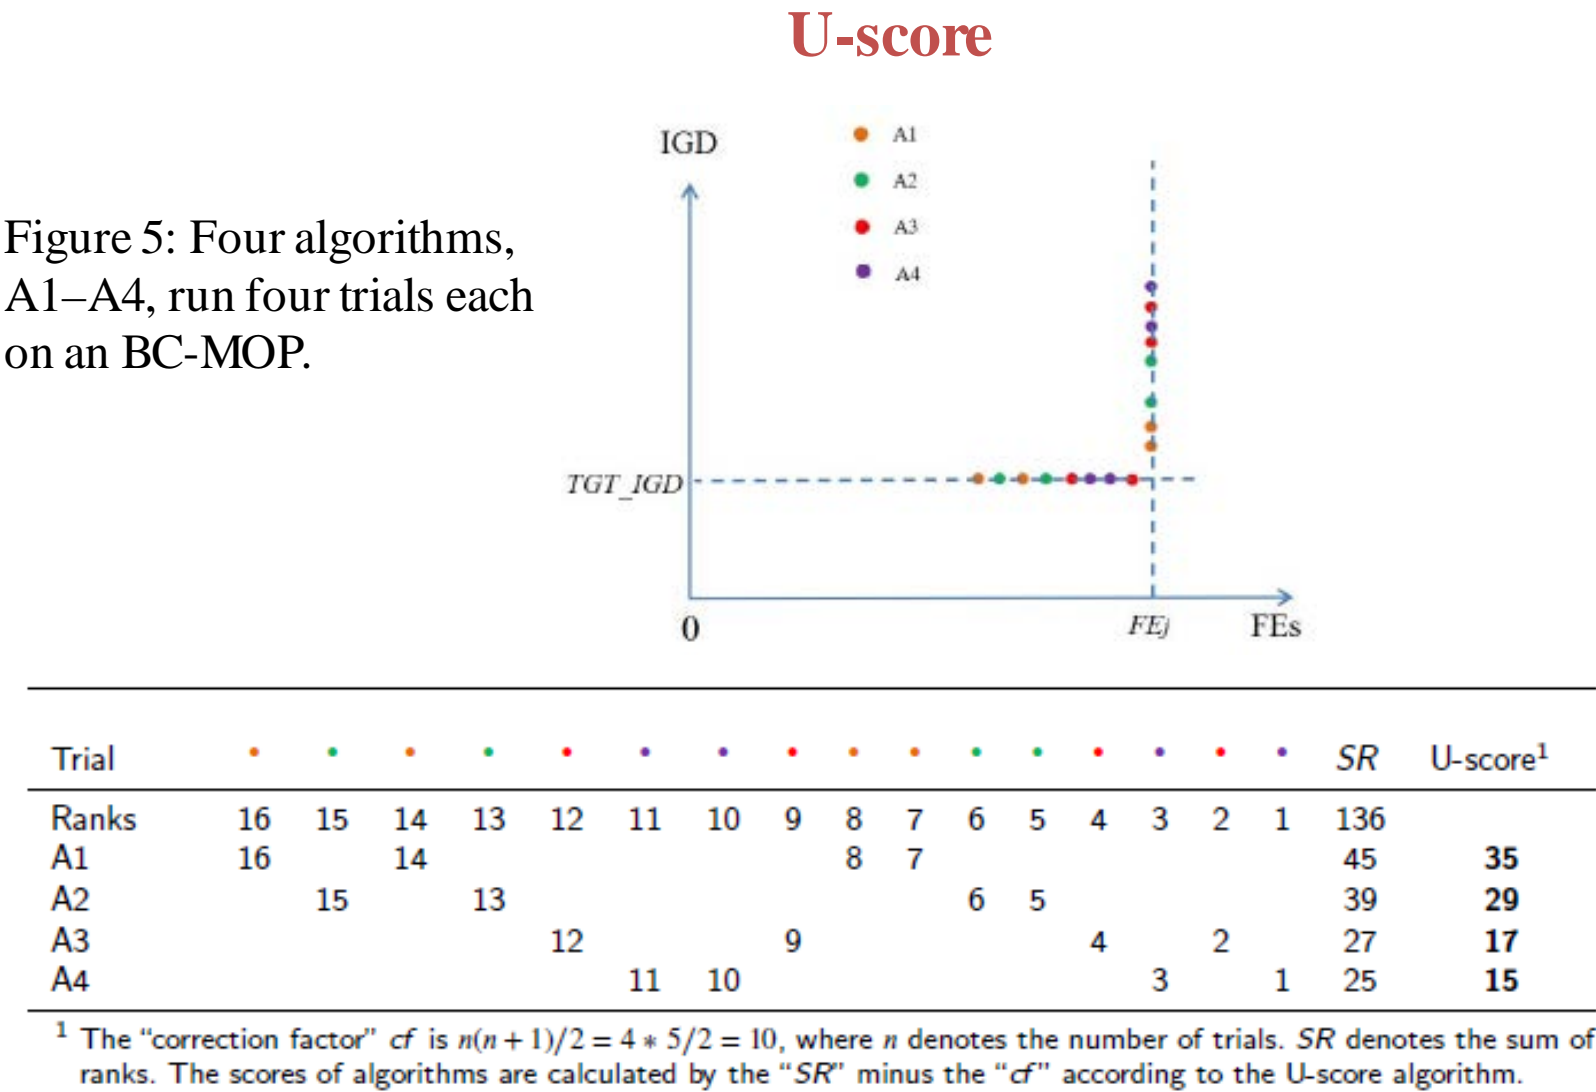 U-score
Figure 5: Four algorithms,
A1–A4, run four trials each
on an BC-MOP.
IGD
A1
A2
A3
A4
TGT_IGD
0
FEj
FEs
Trial SR U-score¹
Ranks 16 15 14 13 12 11 10 9 8 7 6 5 4 3 2 1 136
A1 16 14 8 7 45 35
A2 15 13 6 5 39 29
A3 12 9 4 2 27 17
A4 11 10 3 1 25 15
¹ The “correction factor” cf is n(n + 1)/2 = 4 * 5/2 = 10, where n denotes the number of trials. SR denotes the sum of
ranks. The scores of algorithms are calculated by the “SR” minus the “cf” according to the U-score algorithm.